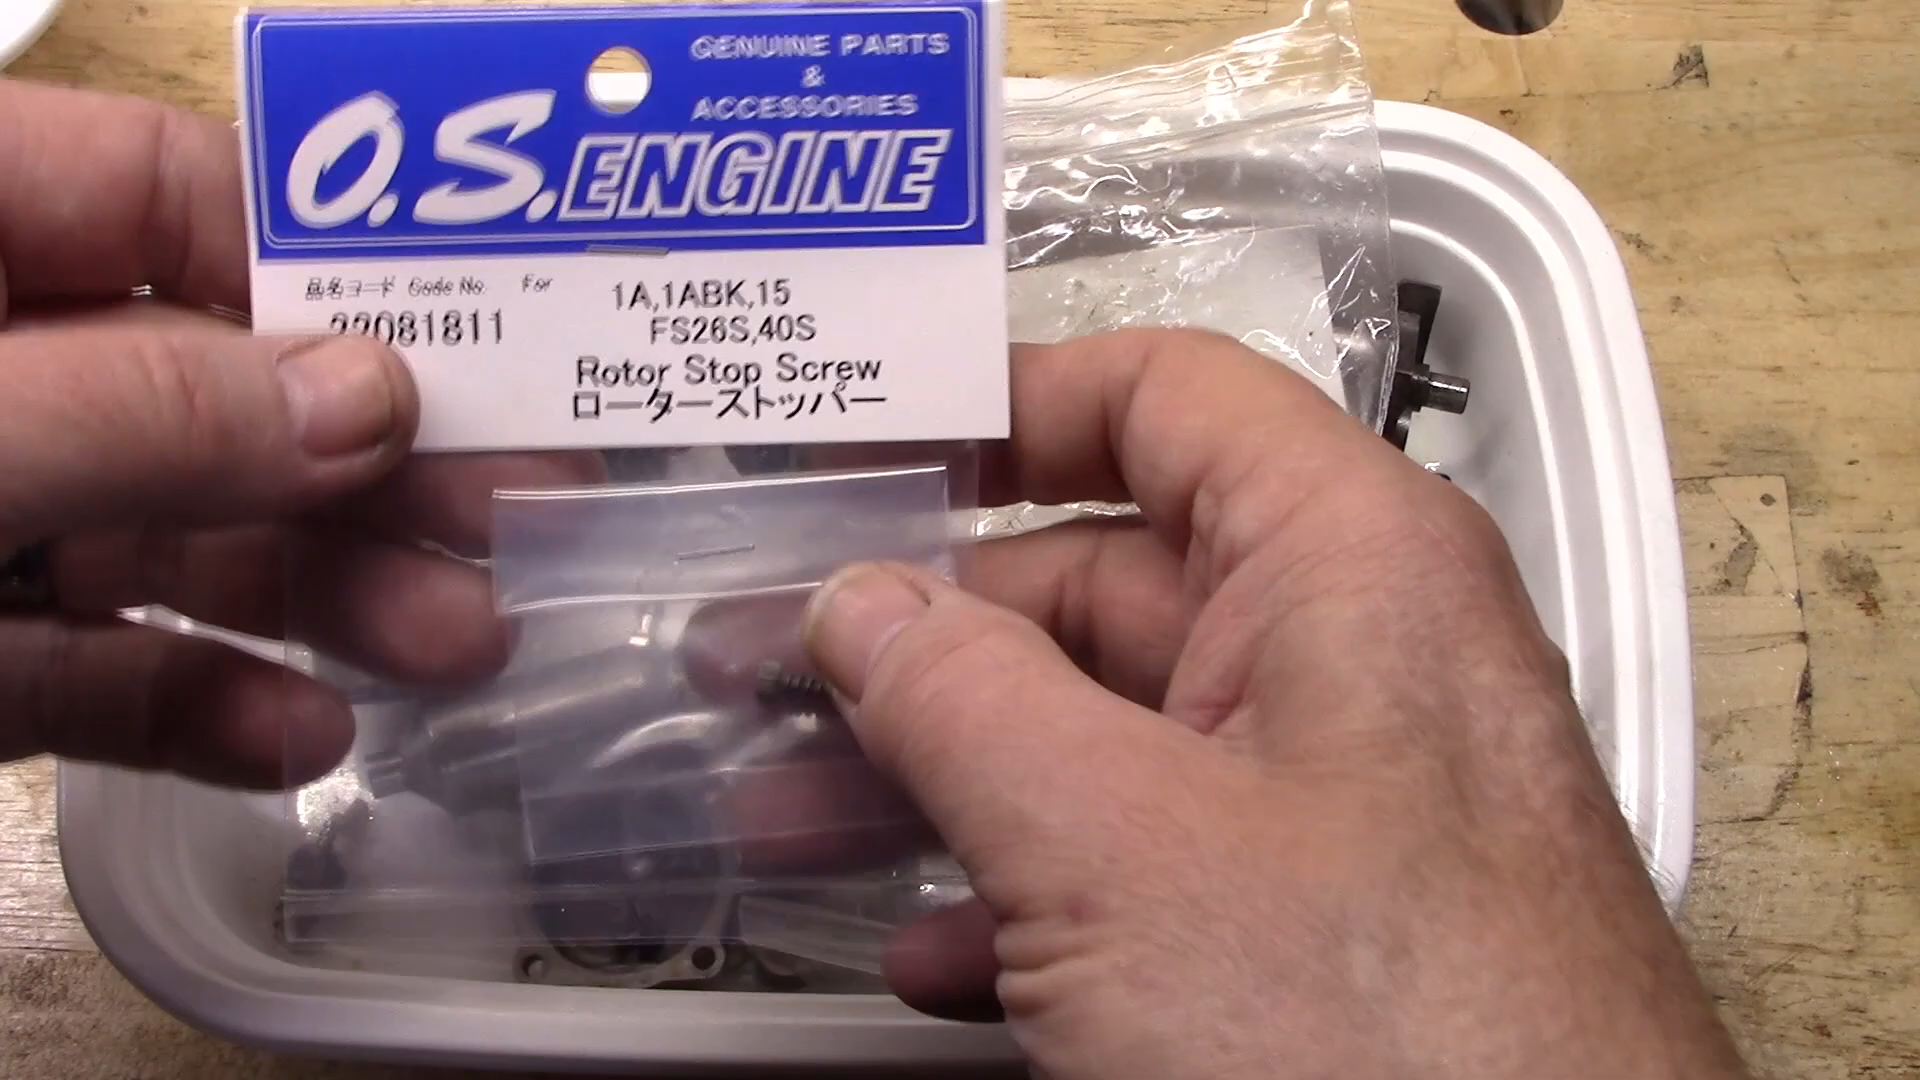 GENUINE PARTS
&
ACCESSORIES
O.S. ENGINE
品名コード Code No. For
22081811
1A,1ABK,15
FS26S,40S
Rotor Stop Screw
ローターストッパー